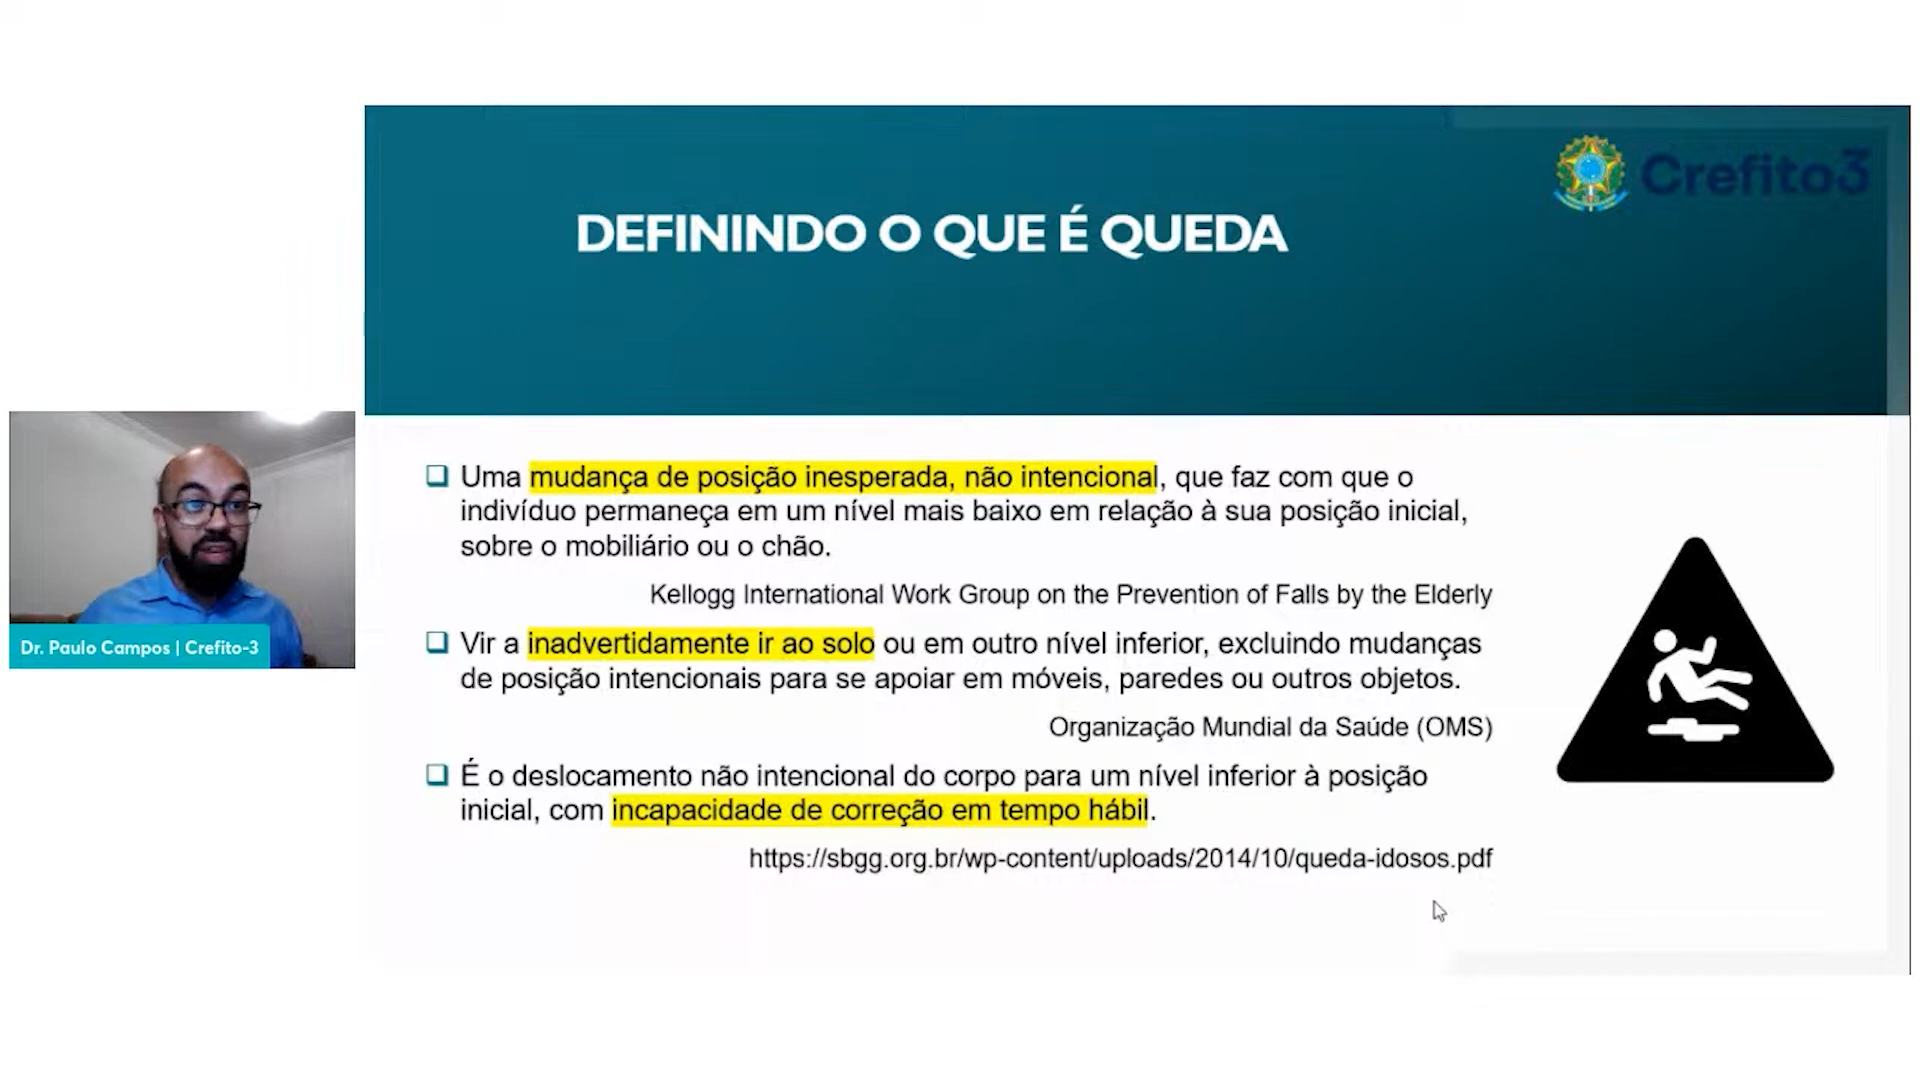 Crefito3
DEFININDO O QUE É QUEDA
Uma mudança de posição inesperada, não intencional, que faz com que o
indivíduo permaneça em um nível mais baixo em relação à sua posição inicial,
sobre o mobiliário ou o chão.
Kellogg International Work Group on the Prevention of Falls by the Elderly
Vir a inadvertidamente ir ao solo ou em outro nível inferior, excluindo mudanças
de posição intencionais para se apoiar em móveis, paredes ou outros objetos.
Organização Mundial da Saúde (OMS)
É o deslocamento não intencional do corpo para um nível inferior à posição
inicial, com incapacidade de correção em tempo hábil.
https://sbgg.org.br/wp-content/uploads/2014/10/queda-idosos.pdf
Dr. Paulo Campos | Crefito-3